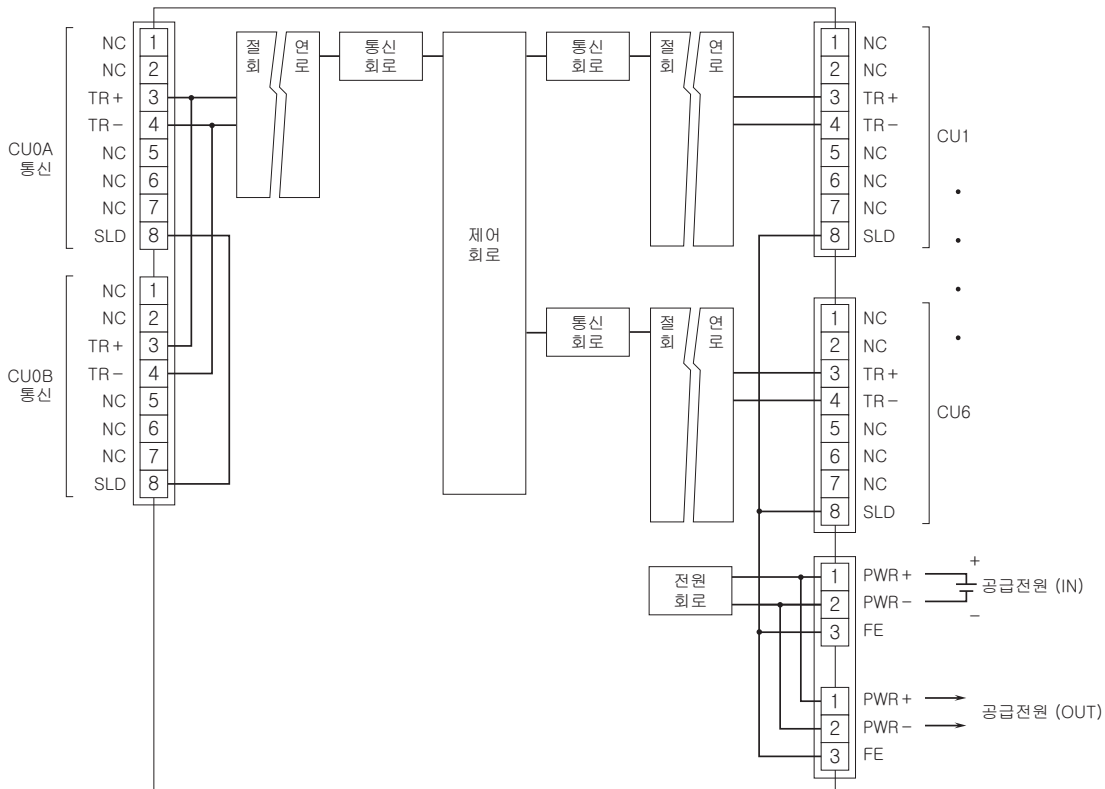 CU0A
통신
NC 1
NC 2
TR+ 3
TR- 4
NC 5
NC 6
NC 7
SLD 8
CU0B
통신
NC 1
NC 2
TR+ 3
TR- 4
NC 5
NC 6
NC 7
SLD 8
절 연
회 로
통신
회로
제어
회로
통신
회로
절 연
회 로
통신
회로
절 연
회 로
1 NC
2 NC
3 TR+
4 TR-
5 NC
6 NC
7 NC
8 SLD
CU1
1 NC
2 NC
3 TR+
4 TR-
5 NC
6 NC
7 NC
8 SLD
CU6
전원
회로
1 PWR+
2 PWR-
3 FE
+
-
공급전원 (IN)
1 PWR+
2 PWR-
3 FE
공급전원 (OUT)